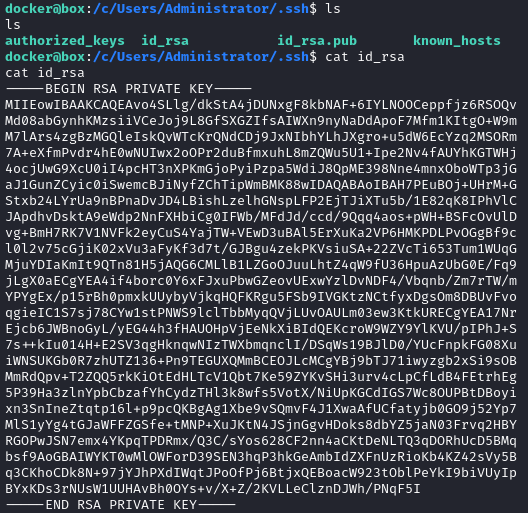 docker@box:/c/Users/Administrator/.ssh$ ls
ls
authorized_keys id_rsa id_rsa.pub known_hosts
docker@box:/c/Users/Administrator/.ssh$ cat id_rsa
cat id_rsa
-----BEGIN RSA PRIVATE KEY-----
MIIEowIBAAKCAQEAvo4SLlg/dkStA4jDUNxgF8kbNAF+6IYLNOOCeppfjz6RSOQv
Md08abGynhKMzsiiVCeJoj9L8GfSXGZIfsAIWXn9nyNaDdApoF7Mfm1KItgO+W9m
M7lArs4zgBzMGQleIskQvWTcKrQNdCDj9JxNIbhYLhJXgro+u5dW6EcYzq2MSORm
7A+eXfmPvdr4hE0wNUIwx2oOPr2duBfmxuhL8mZQWu5U1+Ipe2Nv4fAUYhKGTWHj
4ocjUwG9XcU0iI4pcHT3nXPKmGjoPyiPzpa5WdiJ8QpME398Nne4mnxOboWTp3jG
aJ1GunZCyic0iSwemcBJiNyfZChTipWmBMK88wIDAQABAoIBAH7PEuBOj+UHrM+G
Stxb24LYrUa9nBPnaDvJD4LBishLzelhGNspLFP2EjTJiXTu5b/1E82qK8IPhVlC
JApdhvDsktA9eWdp2NnFXHbiCg0IFWb/MFdJd/ccd/9Qqq4aos+pWH+BSFcOvUlD
vg+BmH7RK7V1NVFk2eyCuS4YajTW+VEwD3uBAl5ErXuKa2VP6HMKPDLPvOGgBf9c
l0l2v75cGjiK02xVu3aFyKf3d7t/GJBgu4zekPKVsiuSA+22ZVcTi653Tum1WUqG
MjuYDIaKmIt9QTn81H5jAQG6CMLlB1LZGoOJuuLhtZ4qW9fU36HpuAzUbG0E/Fq9
jLgX0aECgYEA4if4borc0Y6xFJxuPbwGZeovUExwYzlDvNDF4/Vbqnb/Zm7rTW/m
YPYgEx/p15rBh0pmxkUUybyVjkqHQFKRgu5FSb9IVGKtzNCtfyxDgsOm8DBUvFvo
qgieIC1S7sj78CYw1stPNWS9lclTbbMyqQVjLUvOAULm03ew3KtkURECgYEA17Nr
Ejcb6JWBnoGyL/yEG44h3fHAUOHpVjEeNkXiBIdQEKcroW9WZY9YlKVU/pIPhJ+S
7s++kIu014H+E2SV3qgHknqwNIzTWXbmqnclI/DSqWs19BJlD0/YUcFnpkFG08Xu
iWNSUKGb0R7zhUTZ136+Pn9TEGUXQMmBCEOJLcMCgYBj9bTJ71iwyzgb2xSi9sOB
MmRdQpv+T2ZQQ5rkKiOtEdHLTcV1Qbt7Ke59ZYKvSHi3urv4cLpCfLdB4FEtrhEg
5P39Ha3zlnYpbCbzafYhCydzTHl3k8wfs5VotX/NiUpKGCdIGS7Wc8OUPBtDBoyi
xn3SnIneZtqtp16l+p9pcQKBgAg1Xbe9vSQmvF4J1XwaAfUCfatyjb0GO9j52Yp7
MlS1yYg4tGJaWFFZGSfe+tMNP+XuJKtN4JSjnGgvHDoks8dbYZ5jaN03Frvq2HBY
RGOPwJSN7emx4YKpqTPDRmx/Q3C/sYos628CF2nn4aCKtDeNLTQ3qDORhUcD5BMq
bsf9AoGBAIWYKT0wMlOWForD39SEN3hqP3hkGeAmbIdZXFnUzRioKb4KZ42sVy5B
q3CKhoCDk8N+97jYJhPXdIWqtJPoOfPj6BtjxQEBoacW923tOblPeYkI9biVUyIp
BYxKDs3rNUsW1UUHAvBh0OYs+v/X+Z/2KVLLeClznDJWh/PNqF5I
-----END RSA PRIVATE KEY-----